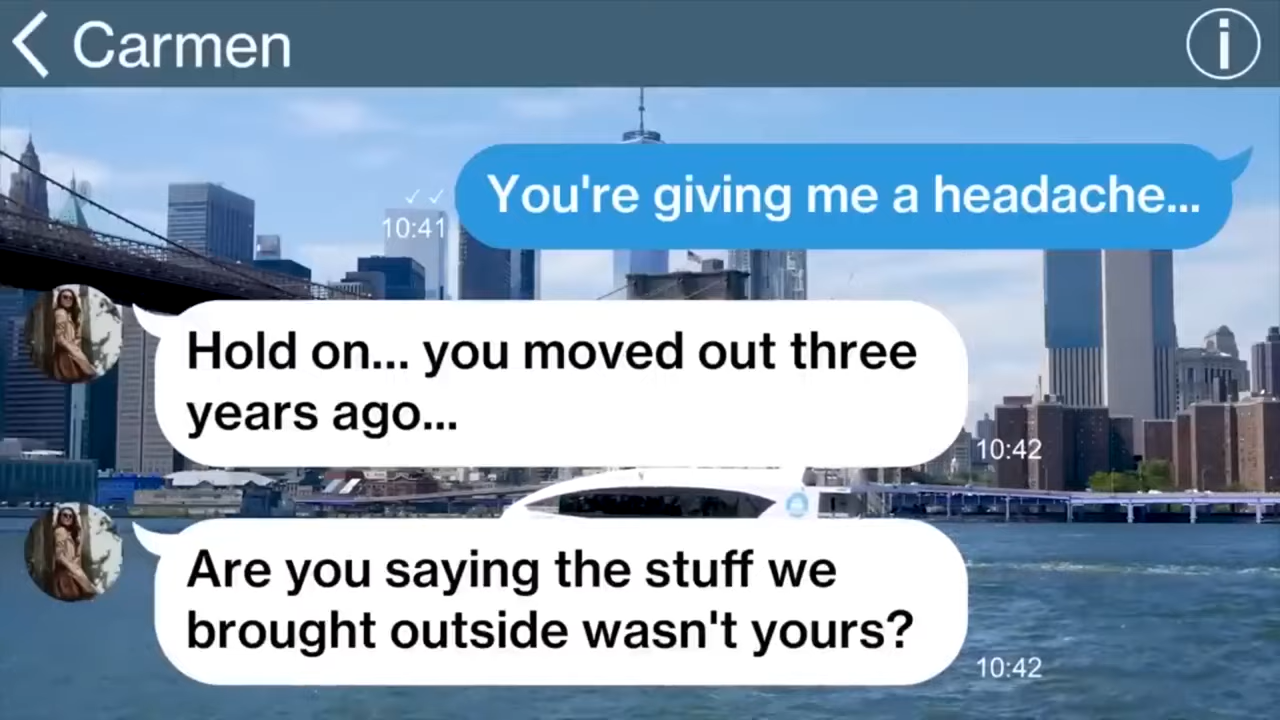 Carmen
You're giving me a headache...
10:41
Hold on... you moved out three
years ago...
10:42
Are you saying the stuff we
brought outside wasn't yours?
10:42